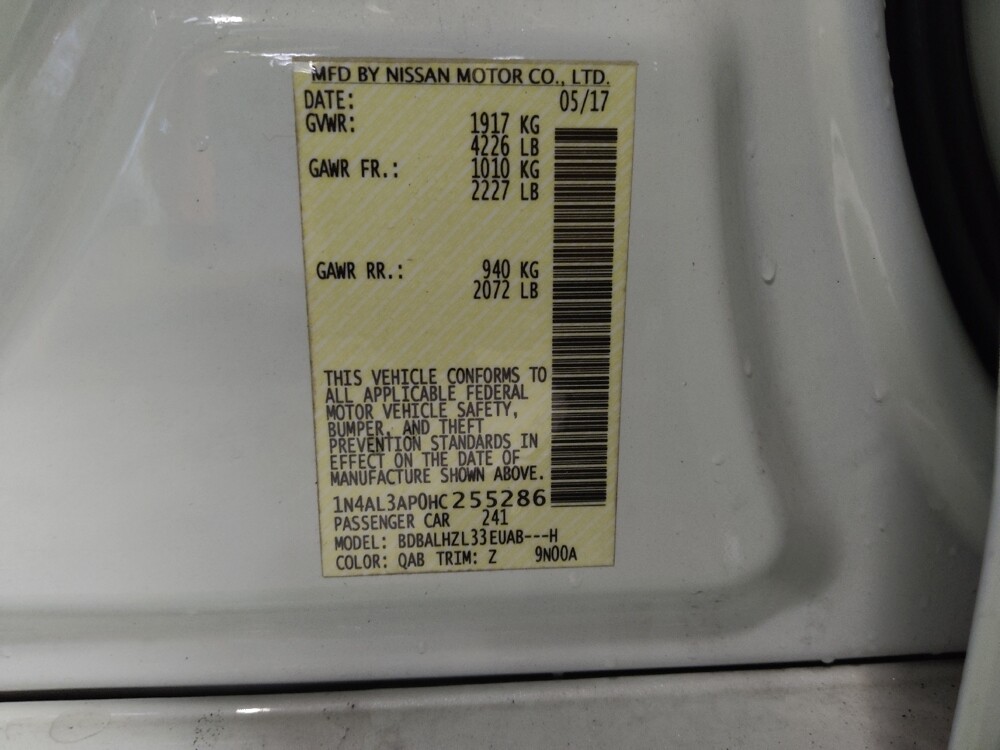 MFD BY NISSAN MOTOR CO., LTD.
DATE: 05/17
GVWR: 1917 KG
4226 LB
GAWR FR.: 1010 KG
2227 LB
GAWR RR.: 940 KG
2072 LB
THIS VEHICLE CONFORMS TO
ALL APPLICABLE FEDERAL
MOTOR VEHICLE SAFETY,
BUMPER, AND THEFT
PREVENTION STANDARDS IN
EFFECT ON THE DATE OF
MANUFACTURE SHOWN ABOVE.
1N4AL3AP0HC255286
PASSENGER CAR 241
MODEL: BDBALHZL33EUAB---H
COLOR: QAB TRIM: Z 9N00A